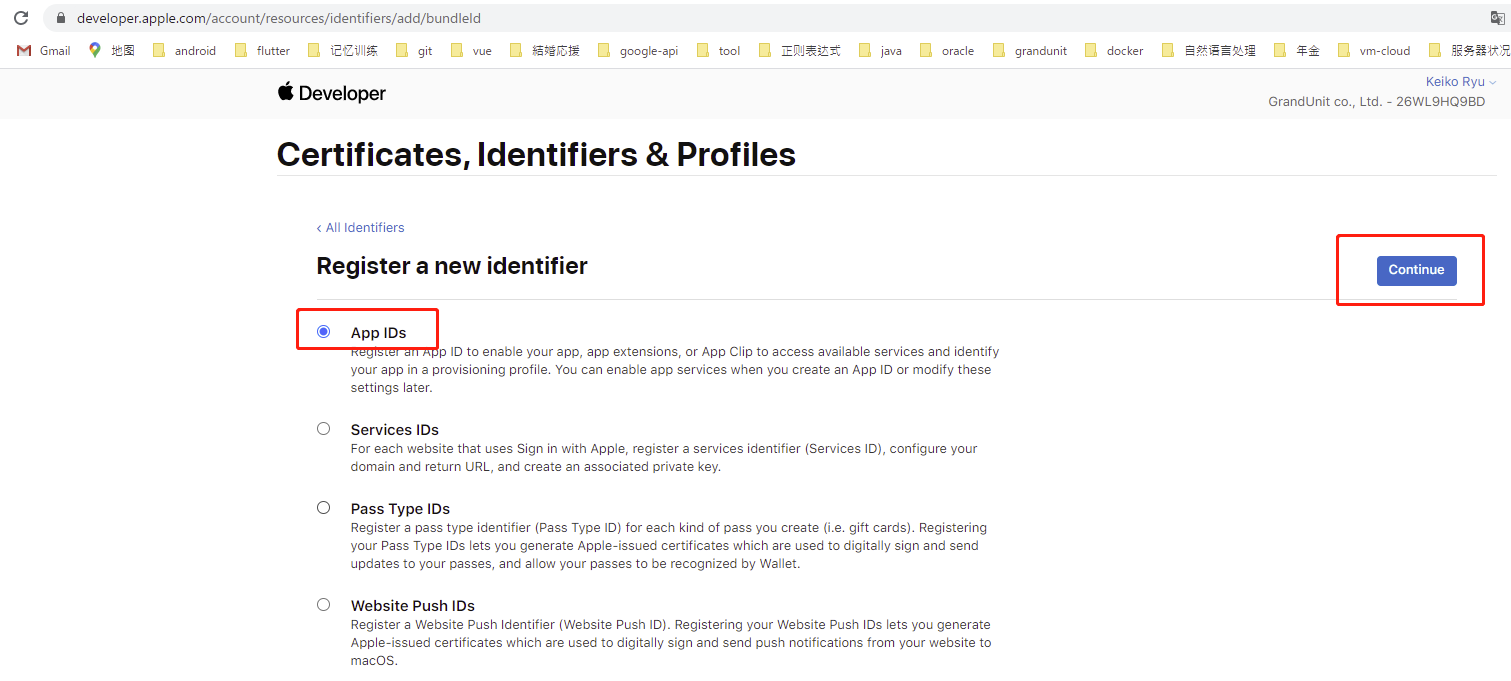 developer.apple.com/account/resources/identifiers/add/bundleId
Gmail 地图 android flutter 记忆训练 git vue 結婚応援 google-api tool 正则表达式 java oracle grandunit docker 自然语言处理 年金 vm-cloud 服务器状况
Developer
Keiko Ryu
GrandUnit co., Ltd. - 26WL9HQ9BD
Certificates, Identifiers & Profiles
‹ All Identifiers
Register a new identifier
Continue
App IDs
Register an App ID to enable your app, app extensions, or App Clip to access available services and identify
your app in a provisioning profile. You can enable app services when you create an App ID or modify these
settings later.
Services IDs
For each website that uses Sign in with Apple, register a services identifier (Services ID), configure your
domain and return URL, and create an associated private key.
Pass Type IDs
Register a pass type identifier (Pass Type ID) for each kind of pass you create (i.e. gift cards). Registering
your Pass Type IDs lets you generate Apple-issued certificates which are used to digitally sign and send
updates to your passes, and allow your passes to be recognized by Wallet.
Website Push IDs
Register a Website Push Identifier (Website Push ID). Registering your Website Push IDs lets you generate
Apple-issued certificates which are used to digitally sign and send push notifications from your website to
macOS.